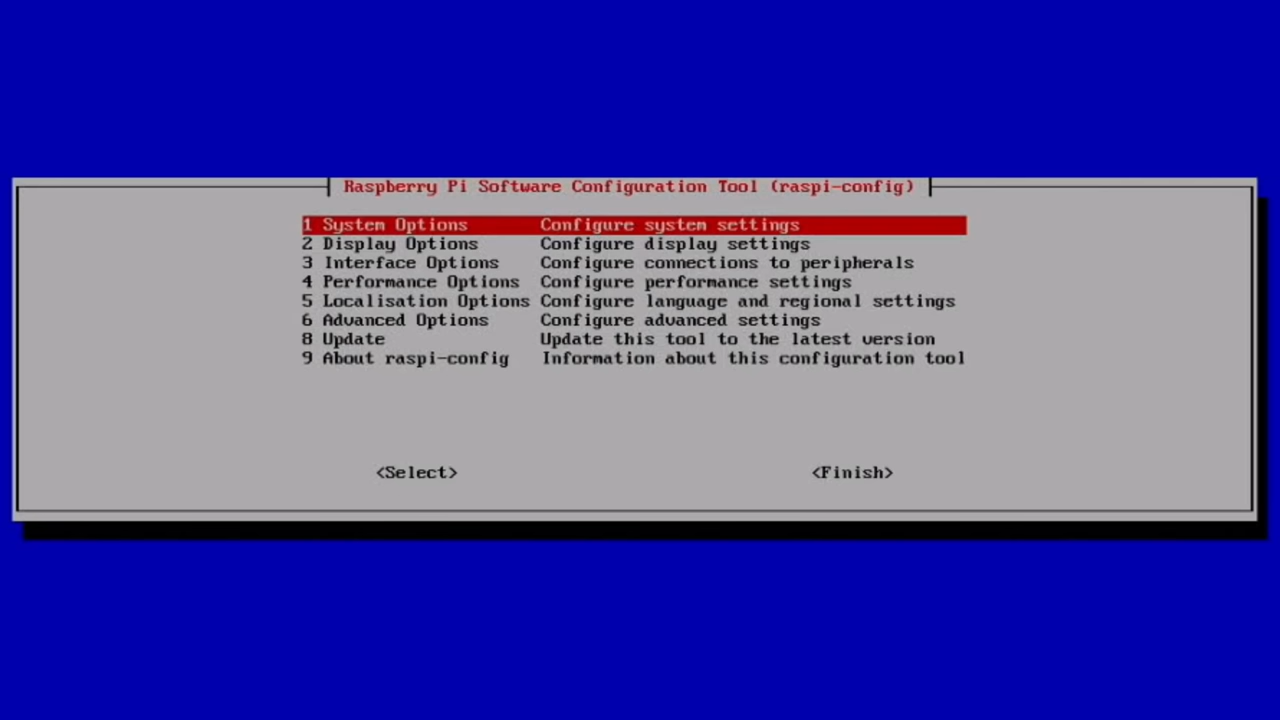 Raspberry Pi Software Configuration Tool (raspi-config)
1 System Options Configure system settings
2 Display Options Configure display settings
3 Interface Options Configure connections to peripherals
4 Performance Options Configure performance settings
5 Localisation Options Configure language and regional settings
6 Advanced Options Configure advanced settings
8 Update Update this tool to the latest version
9 About raspi-config Information about this configuration tool
<Select> <Finish>